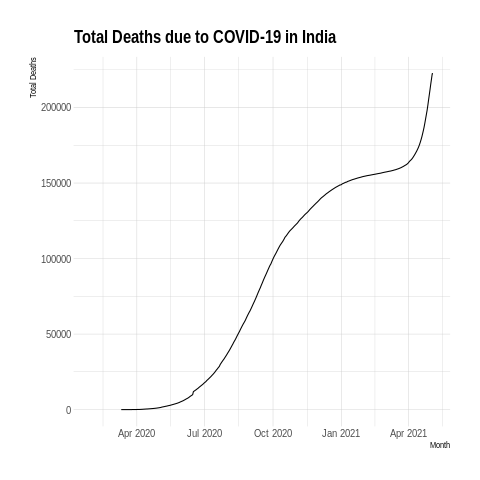 Total Deaths due to COVID-19 in India
Total Deaths
200000
150000
100000
50000
0
Apr 2020 Jul 2020 Oct 2020 Jan 2021 Apr 2021
Month